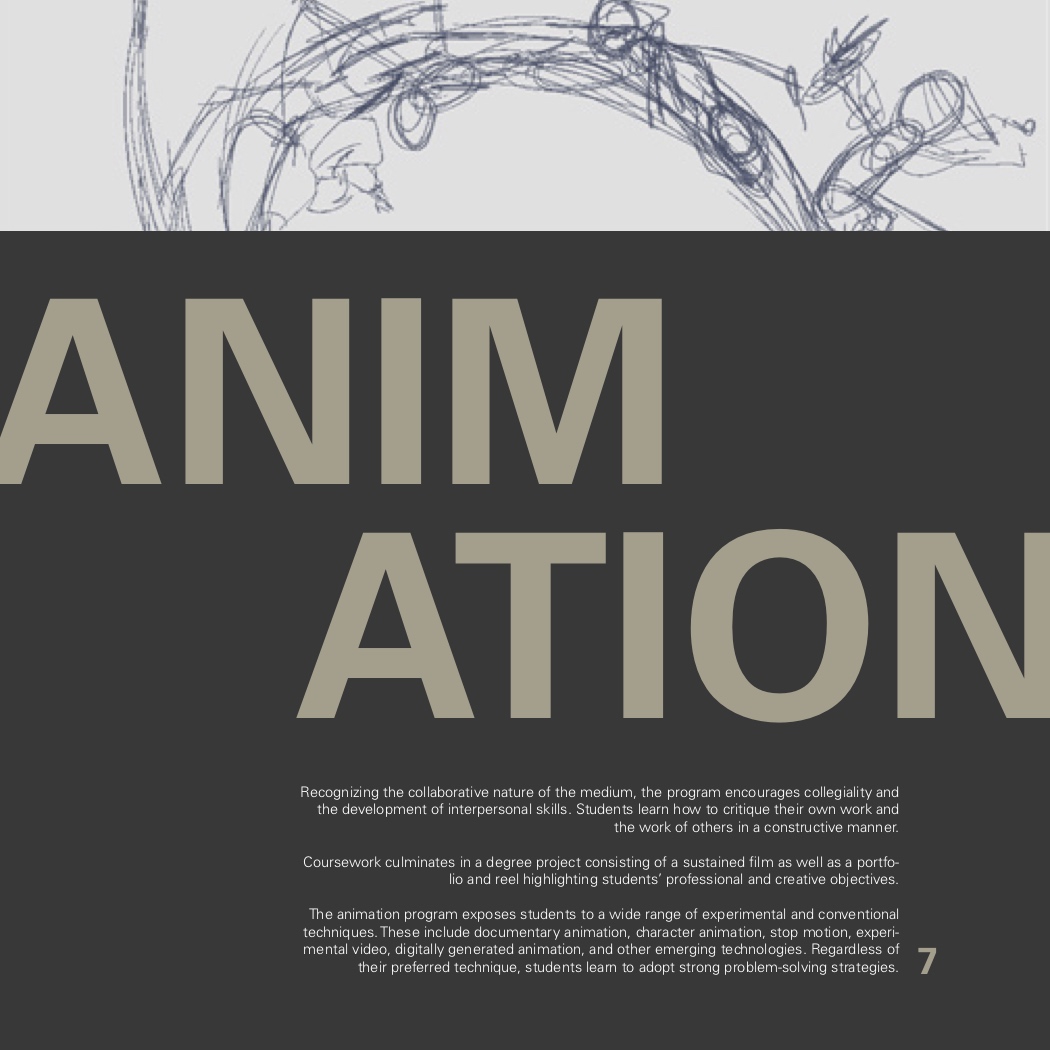 ANIM
ATION
Recognizing the collaborative nature of the medium, the program encourages collegiality and
the development of interpersonal skills. Students learn how to critique their own work and
the work of others in a constructive manner.
Coursework culminates in a degree project consisting of a sustained film as well as a portfo-
lio and reel highlighting students’ professional and creative objectives.
The animation program exposes students to a wide range of experimental and conventional
techniques. These include documentary animation, character animation, stop motion, experi-
mental video, digitally generated animation, and other emerging technologies. Regardless of
their preferred technique, students learn to adopt strong problem-solving strategies.
7